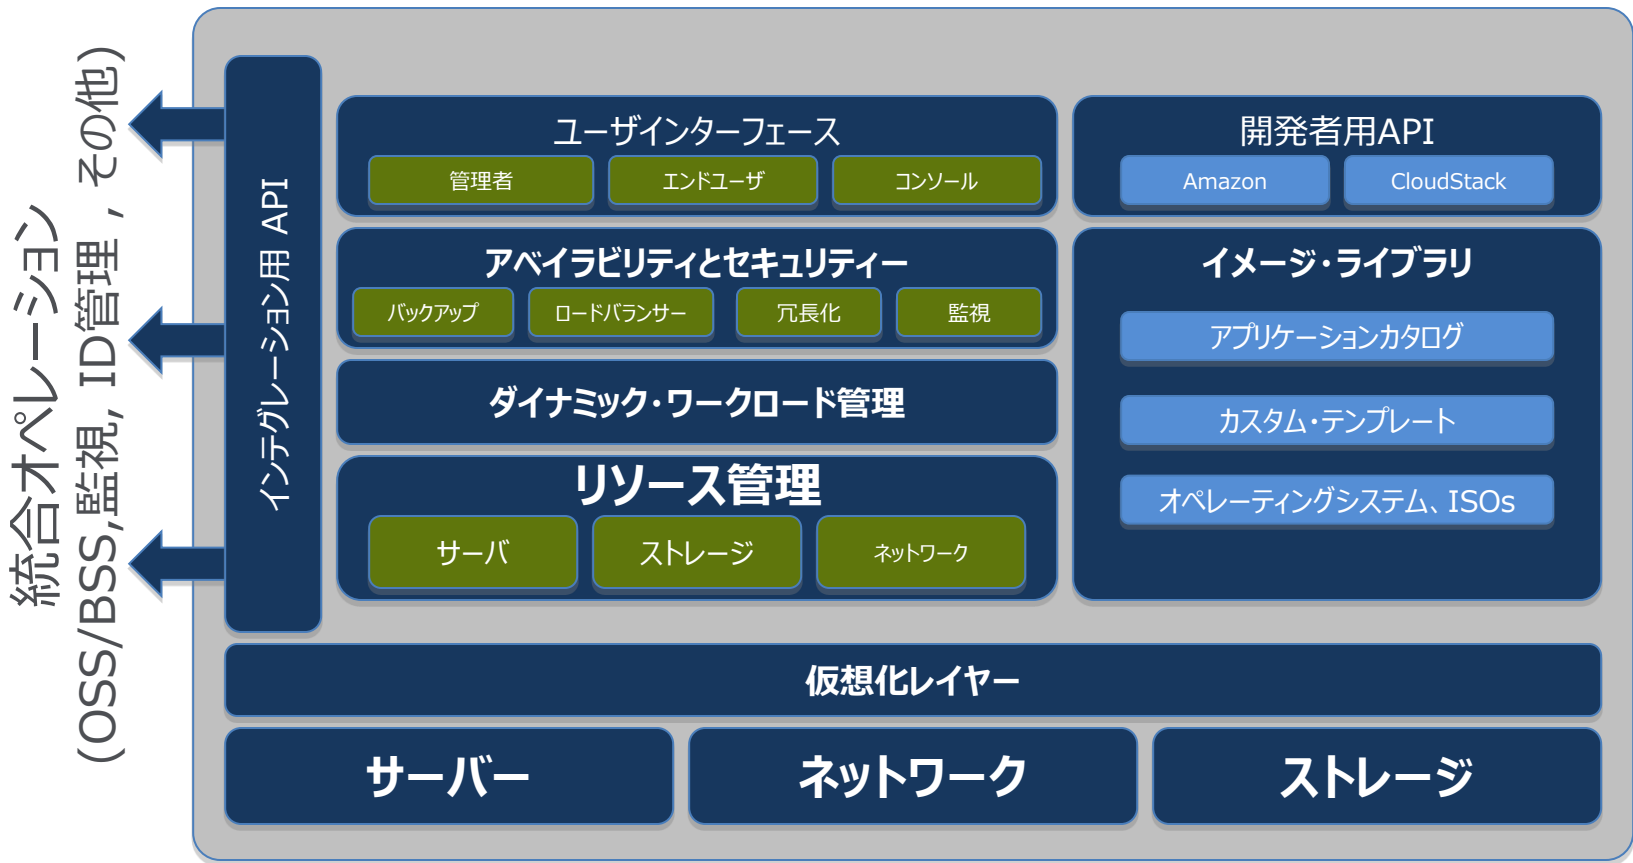 統合オペレーション
(OSS/BSS,監視, ID管理 , その他)
インテグレーション用 API
ユーザインターフェース
管理者
エンドユーザ
コンソール
開発者用API
Amazon
CloudStack
アベイラビリティとセキュリティー
バックアップ
ロードバランサー
冗長化
監視
イメージ・ライブラリ
アプリケーションカタログ
カスタム・テンプレート
オペレーティングシステム、ISOs
ダイナミック・ワークロード管理
リソース管理
サーバ
ストレージ
ネットワーク
仮想化レイヤー
サーバー
ネットワーク
ストレージ